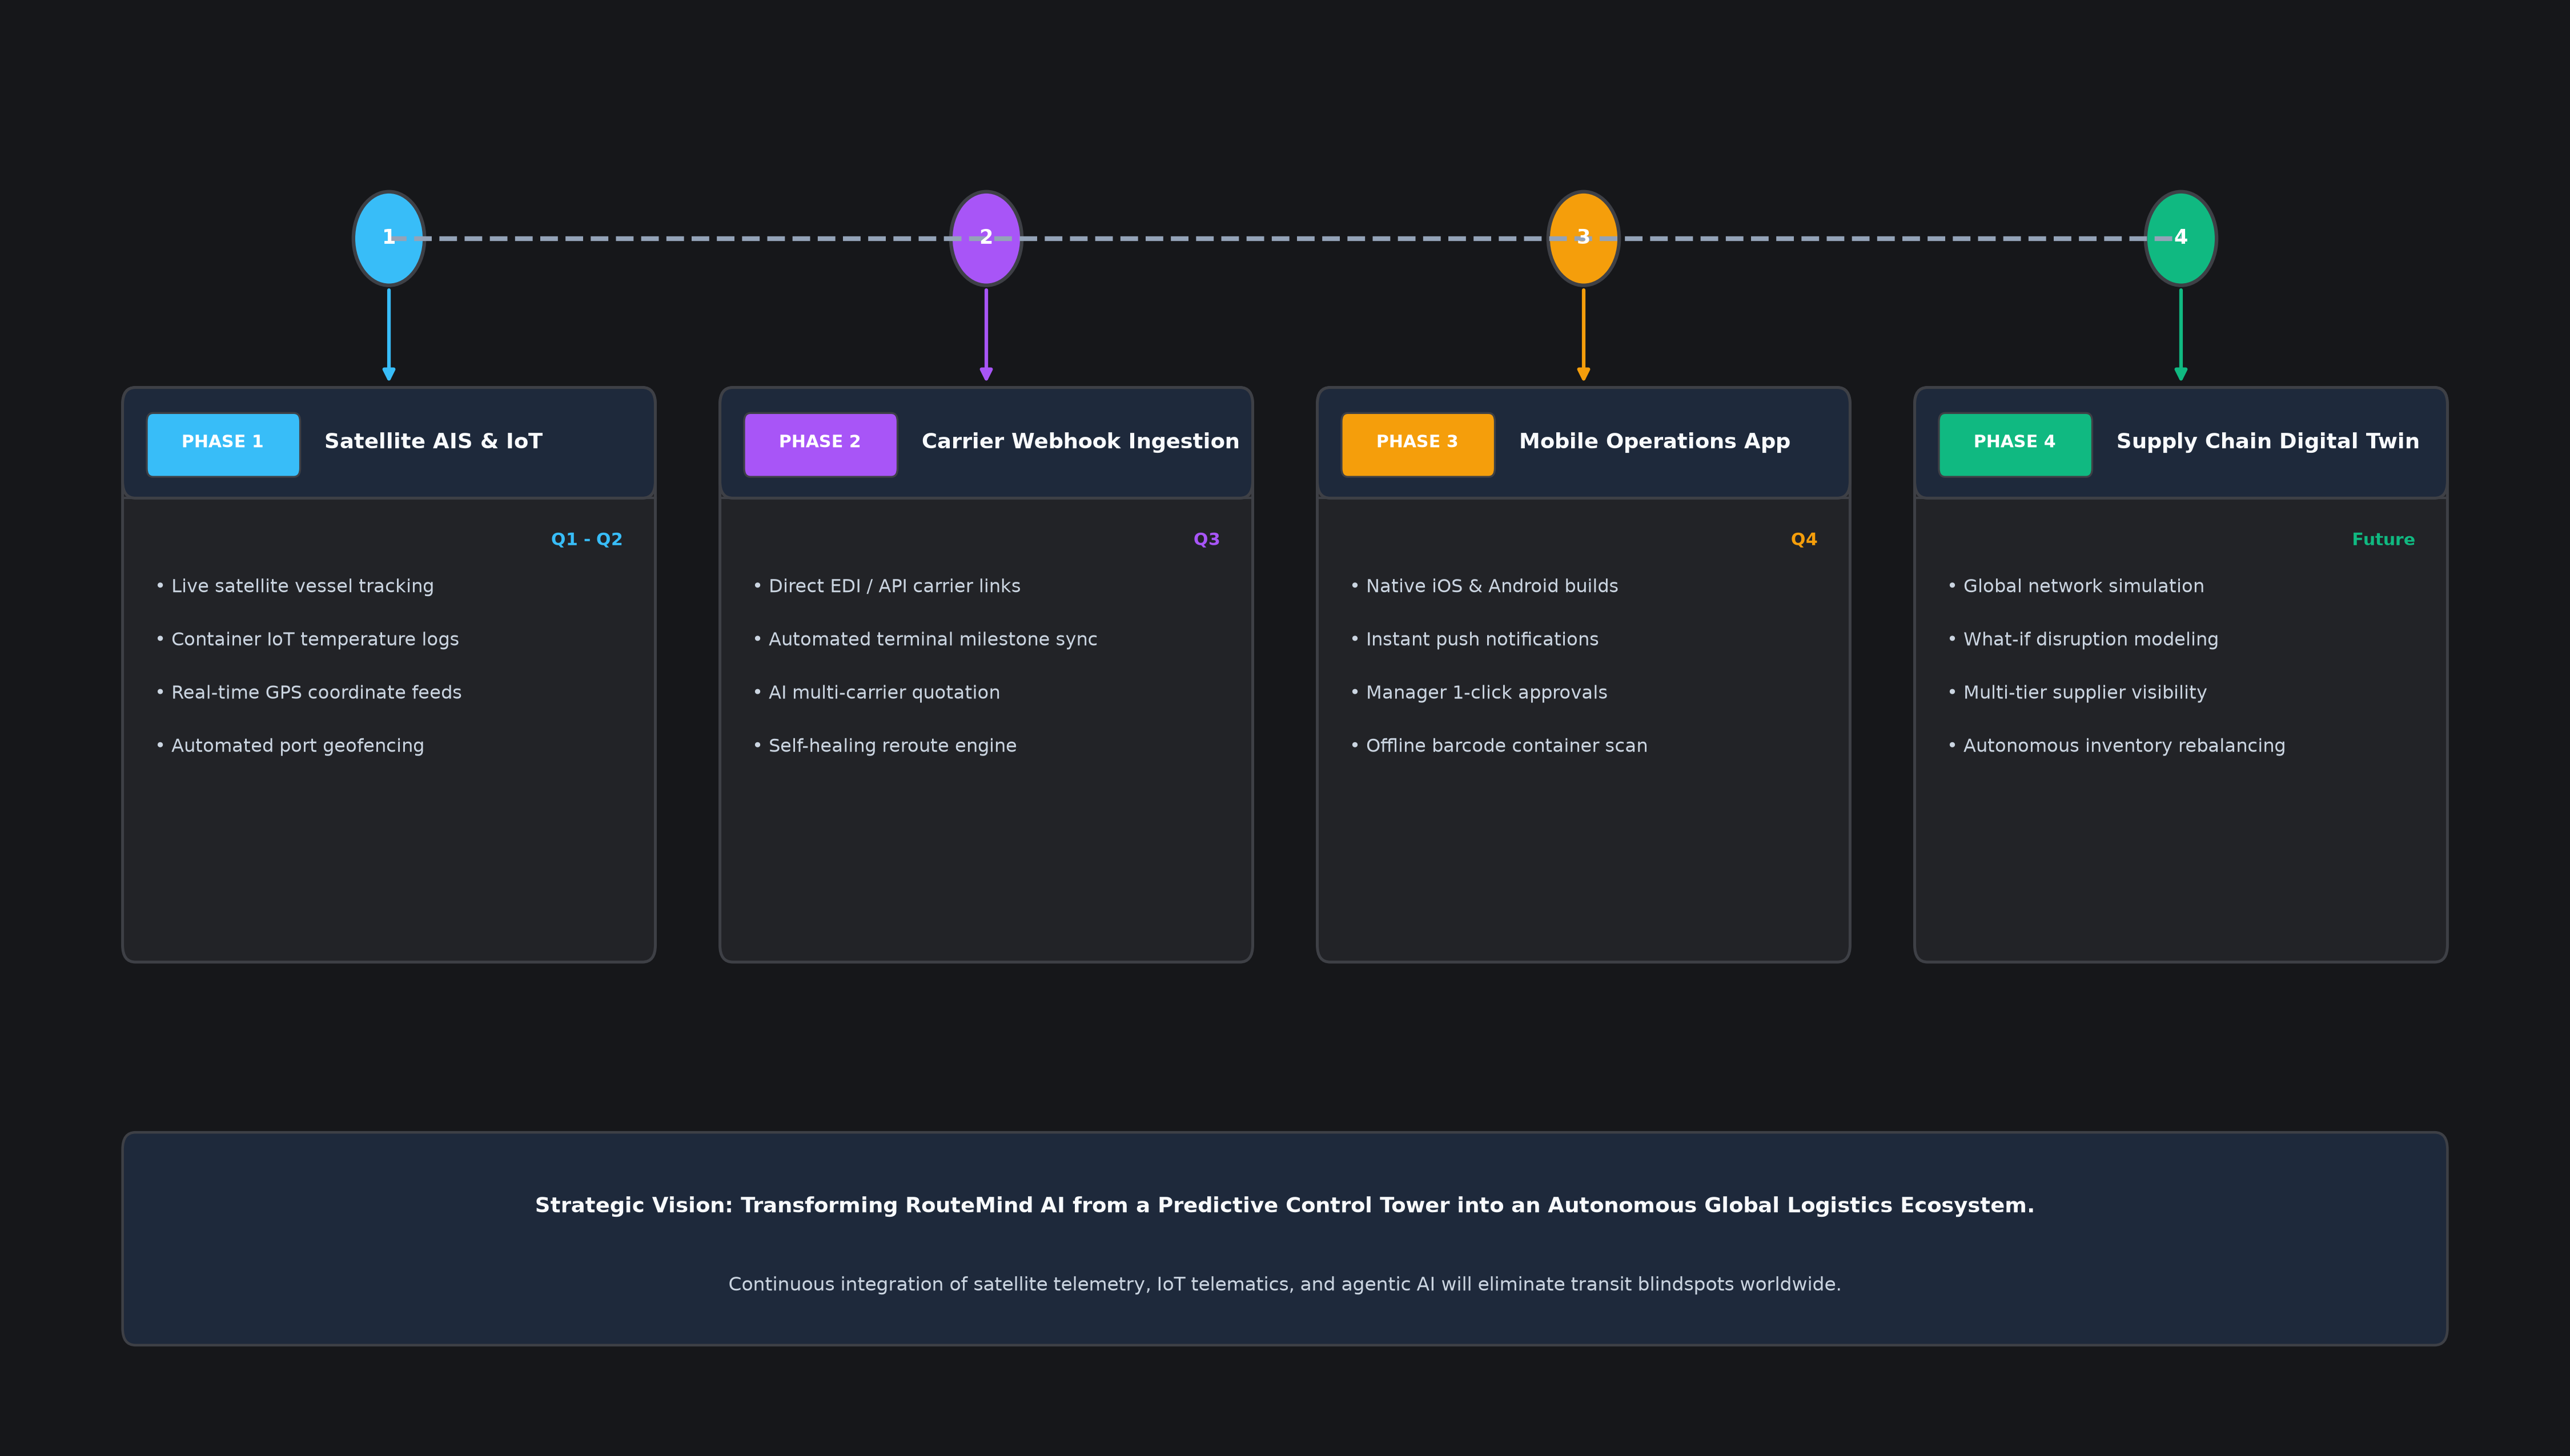 1
2
3
4
PHASE 1
Satellite AIS & IoT
Q1 - Q2
• Live satellite vessel tracking
• Container IoT temperature logs
• Real-time GPS coordinate feeds
• Automated port geofencing
PHASE 2
Carrier Webhook Ingestion
Q3
• Direct EDI / API carrier links
• Automated terminal milestone sync
• AI multi-carrier quotation
• Self-healing reroute engine
PHASE 3
Mobile Operations App
Q4
• Native iOS & Android builds
• Instant push notifications
• Manager 1-click approvals
• Offline barcode container scan
PHASE 4
Supply Chain Digital Twin
Future
• Global network simulation
• What-if disruption modeling
• Multi-tier supplier visibility
• Autonomous inventory rebalancing
Strategic Vision: Transforming RouteMind AI from a Predictive Control Tower into an Autonomous Global Logistics Ecosystem.
Continuous integration of satellite telemetry, IoT telematics, and agentic AI will eliminate transit blindspots worldwide.